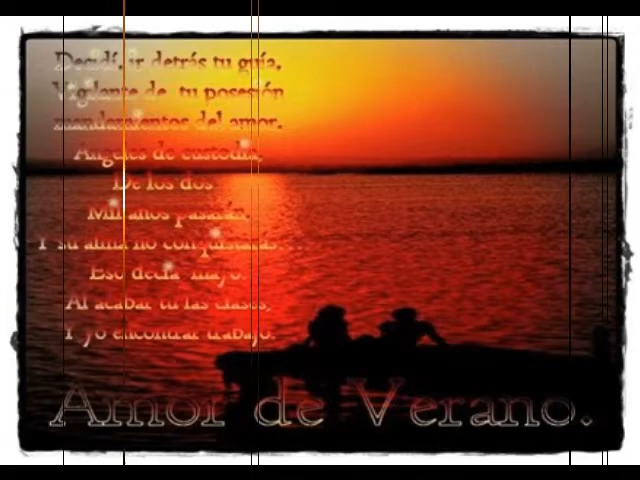 Decidí, ir detrás tu guía,
Vigilante de tu posesión
mandamientos del amor.
Angeles de custodia,
De los dos
Mil años pasarán,
Y su alma no conquistarás. . .
Eso decía mayo.
Al acabar tu las clases,
Y yo encontrar trabajo.
Amor de Verano.